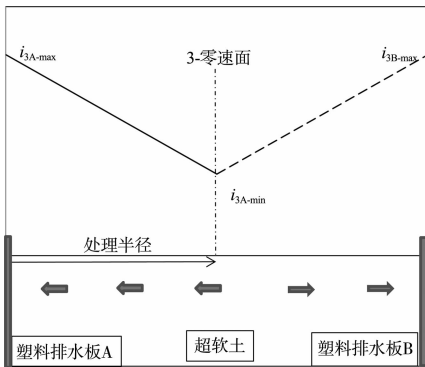 3-零速面
i3A-max
i3B-max
i3A-min
处理半径
塑料排水板A
超软土
塑料排水板B